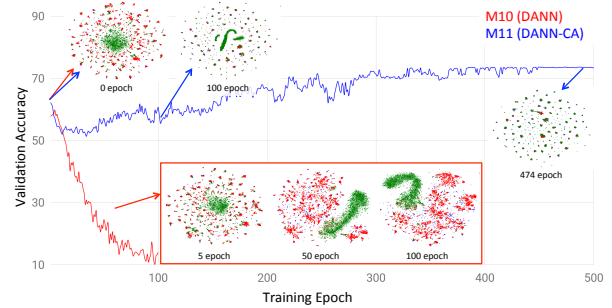 90
M10 (DANN)
M11 (DANN-CA)
0 epoch
100 epoch
70
Validation Accuracy
50
474 epoch
30
5 epoch
50 epoch
100 epoch
10
0
100
200
300
400
500
Training Epoch